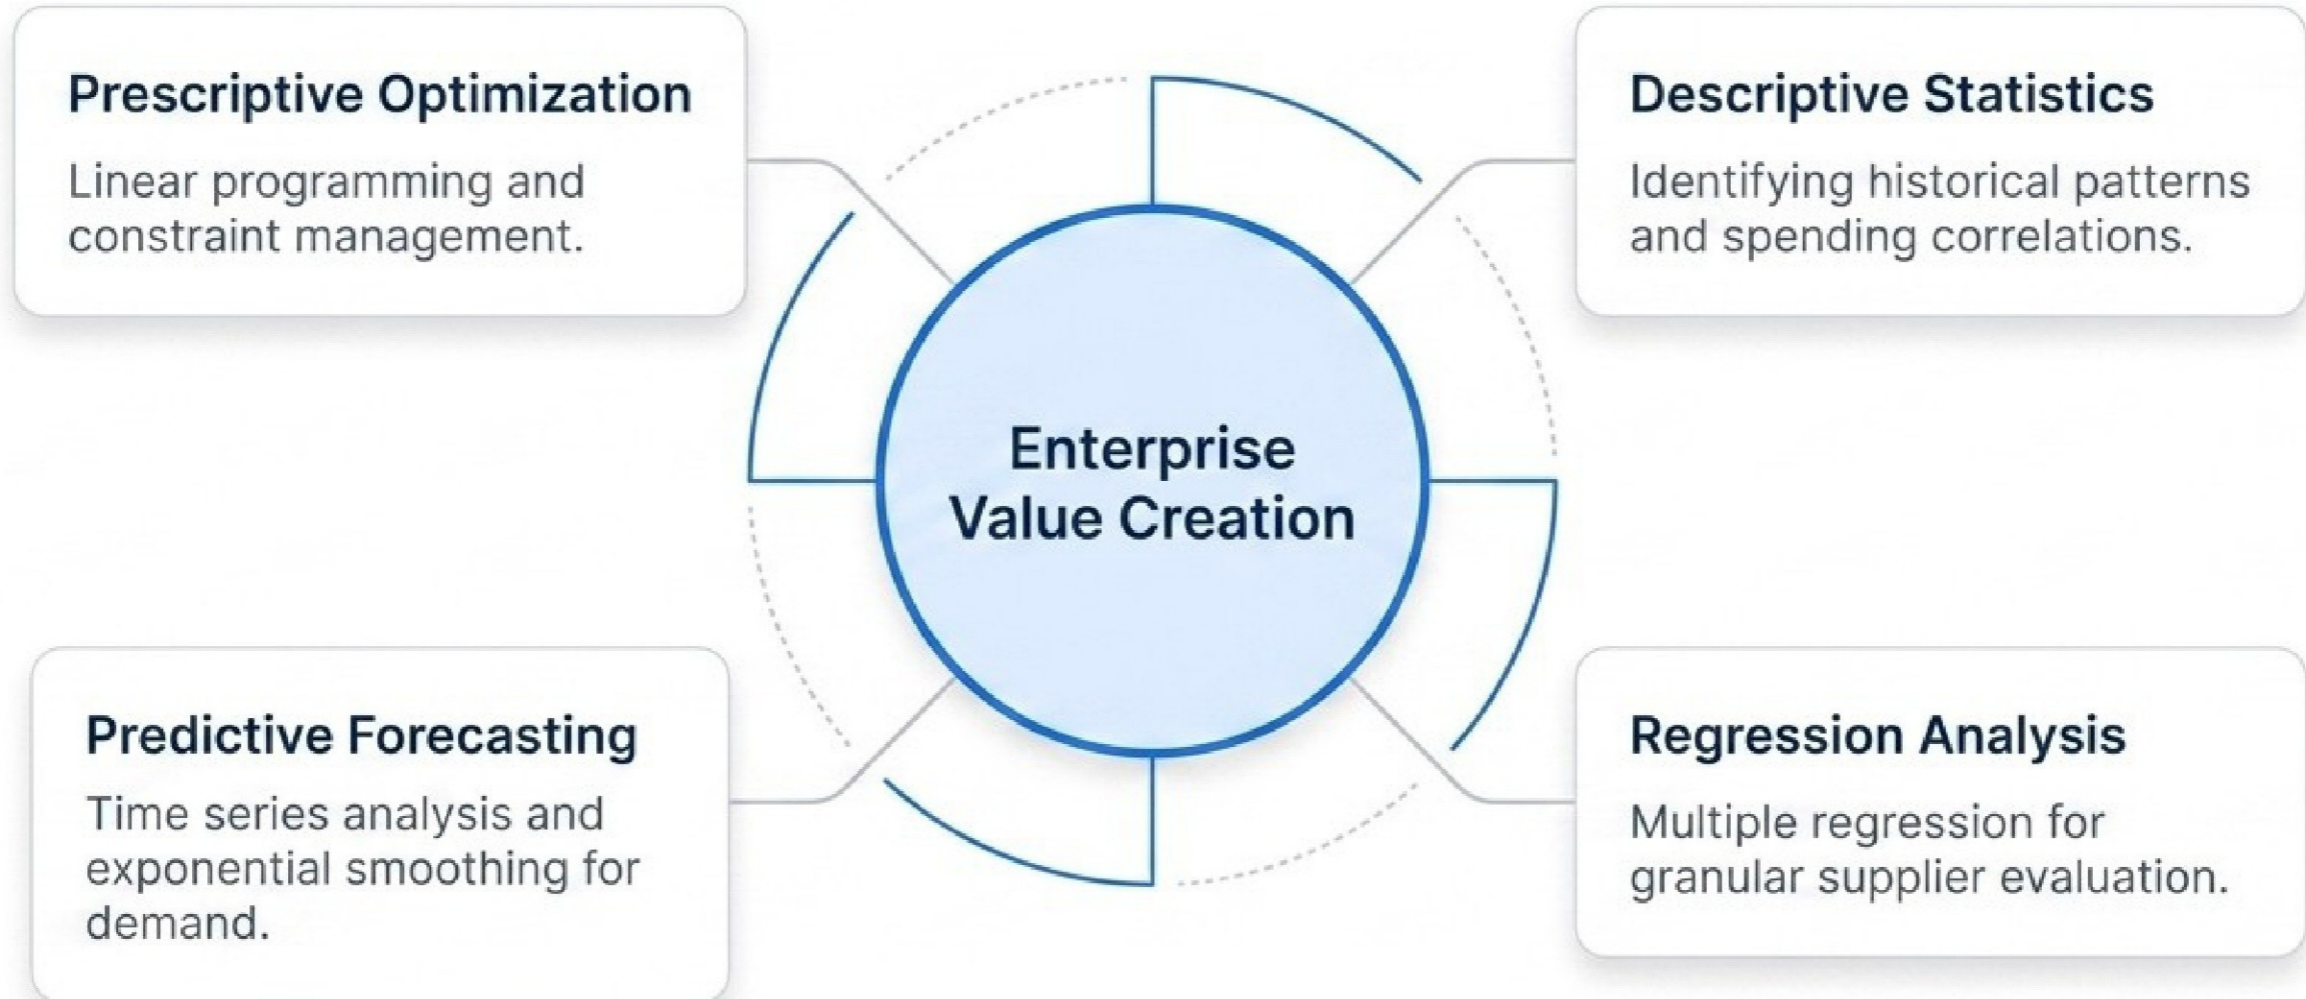 Prescriptive Optimization
Linear programming and
constraint management.
Descriptive Statistics
Identifying historical patterns
and spending correlations.
Enterprise
Value Creation
Predictive Forecasting
Time series analysis and
exponential smoothing for
demand.
Regression Analysis
Multiple regression for
granular supplier evaluation.